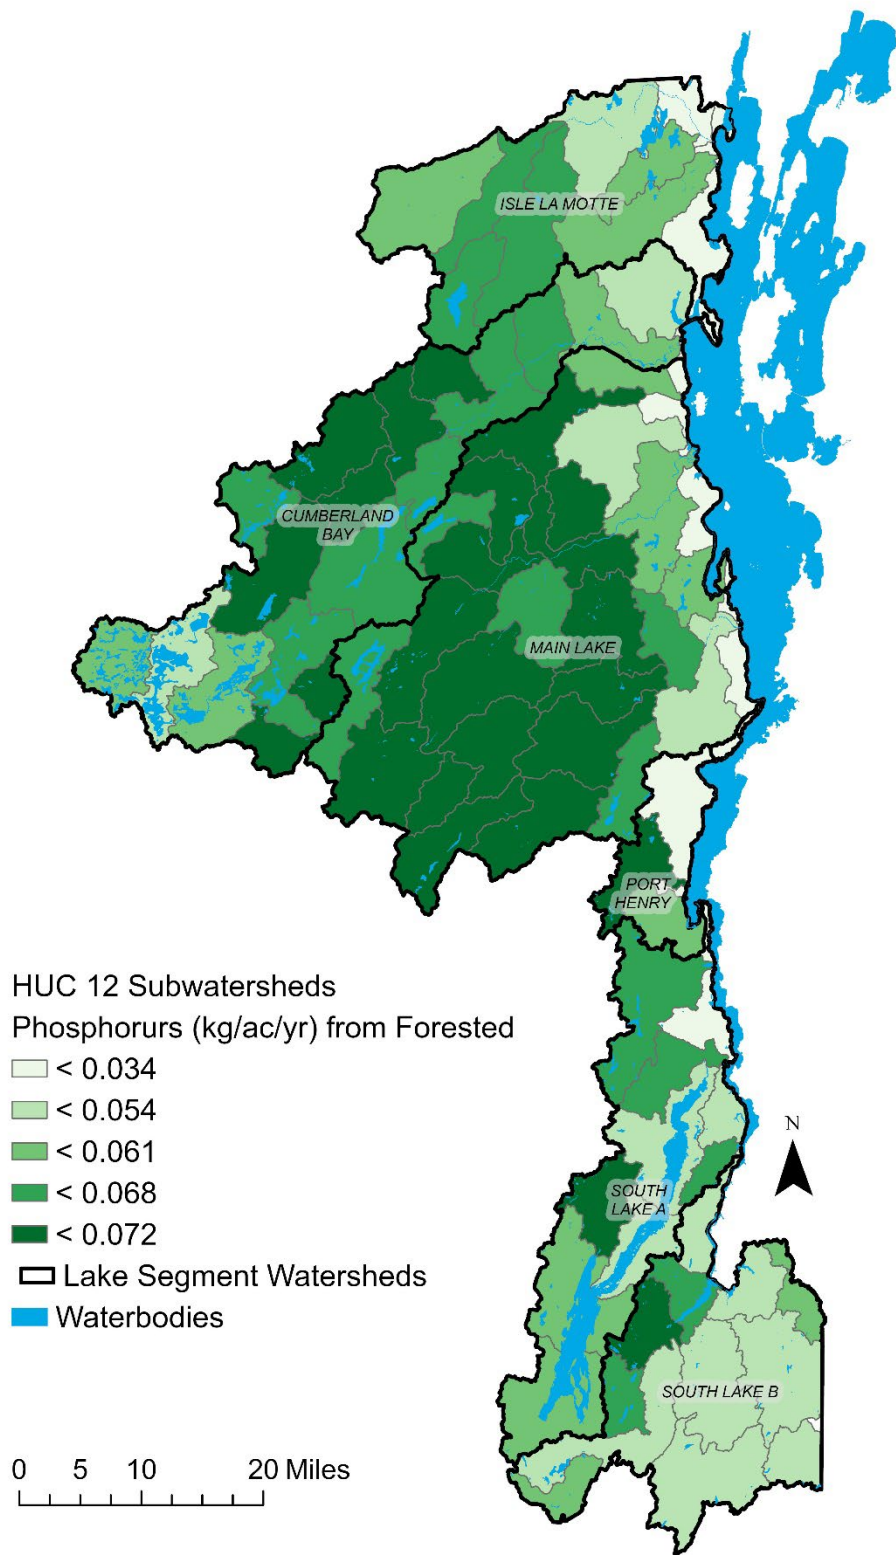 ISLE LA MOTTE
CUMBERLAND
BAY
MAIN LAKE
PORT
HENRY
HUC 12 Subwatersheds
Phosphorurs (kg/ac/yr) from Forested
< 0.034
< 0.054
< 0.061
< 0.068
< 0.072
Lake Segment Watersheds
Waterbodies
N
SOUTH
LAKE A
SOUTH LAKE B
0 5 10 20 Miles